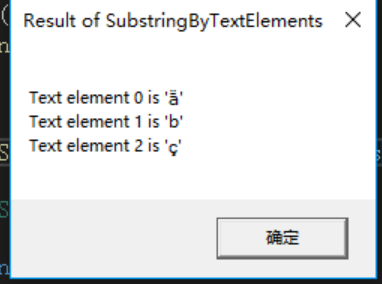 Result of SubstringByTextElements
Text element 0 is 'ā̈'
Text element 1 is 'b'
Text element 2 is 'ç'
确定